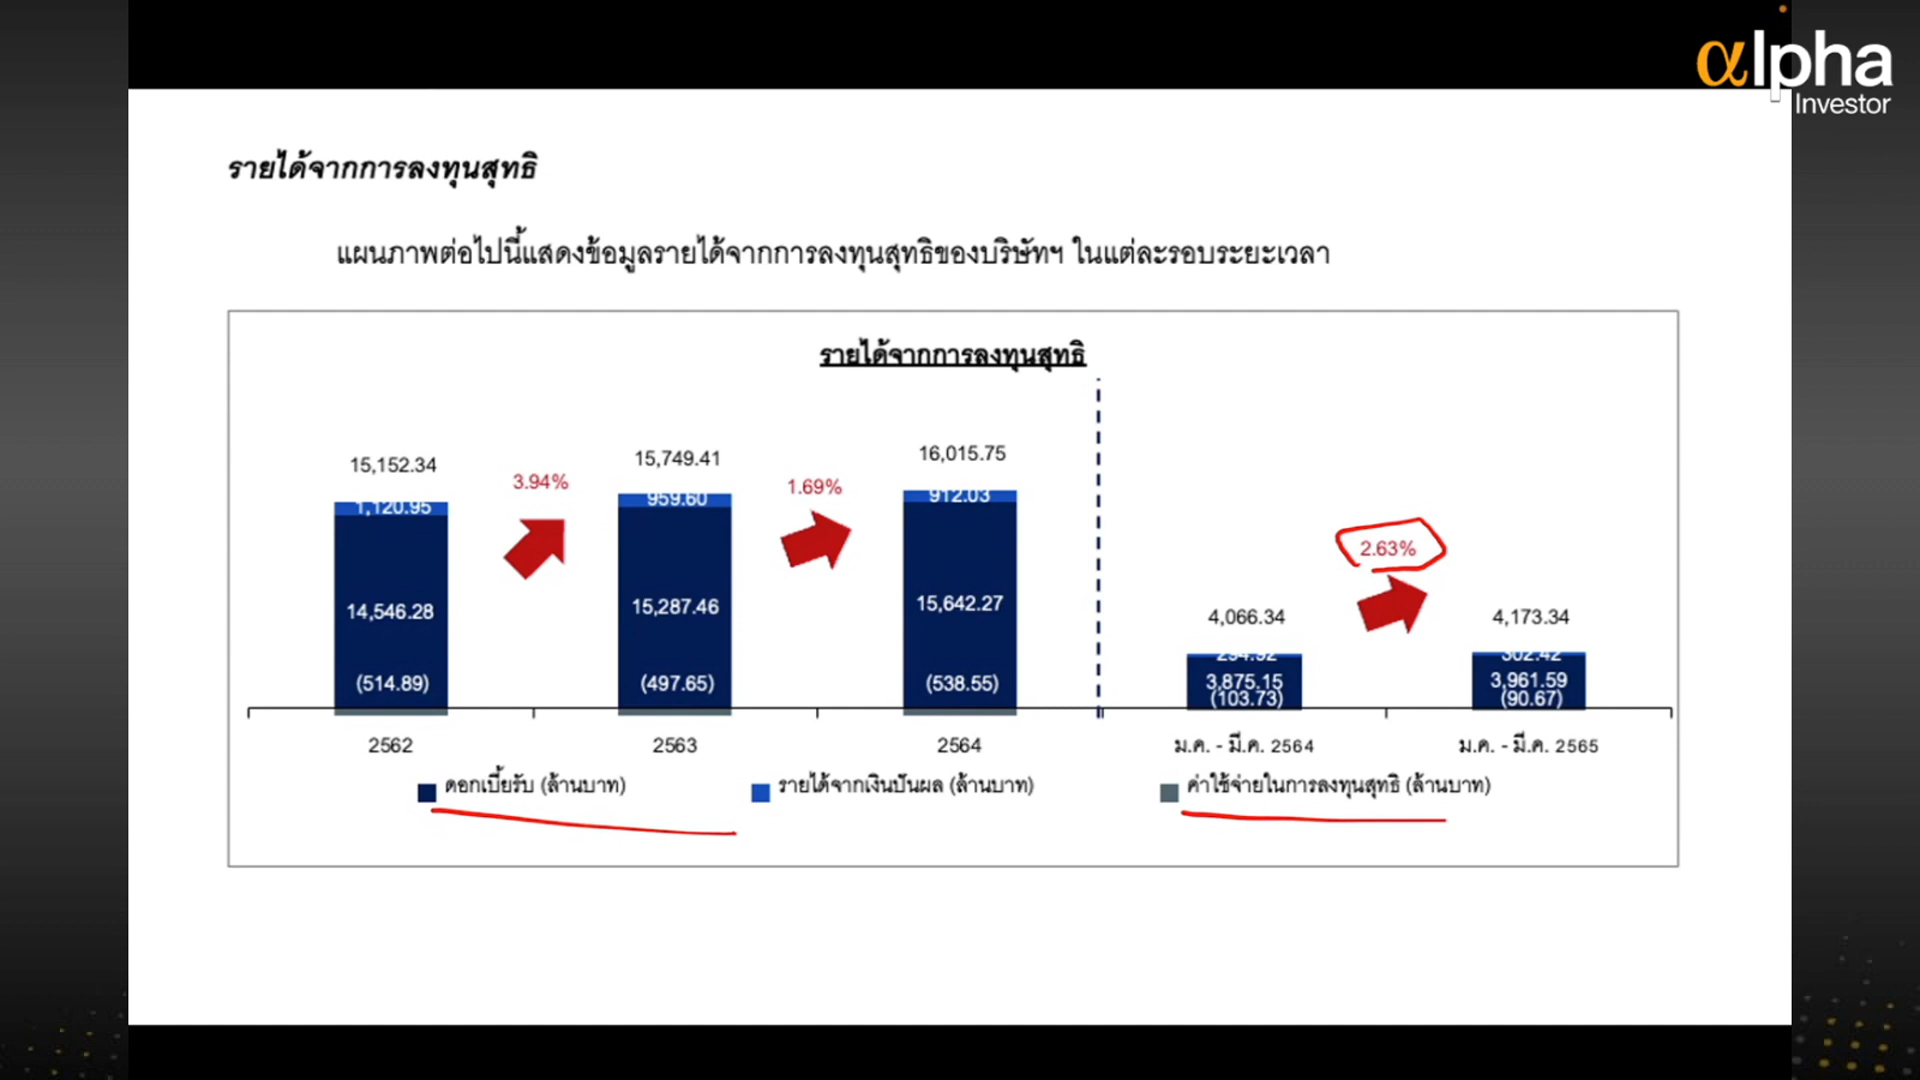 αlpha
Investor
รายได้จากการลงทุนสุทธิ
แผนภาพต่อไปนี้แสดงข้อมูลรายได้จากการลงทุนสุทธิของบริษัทฯ ในแต่ละรอบระยะเวลา
รายได้จากการลงทุนสุทธิ
15,152.34 3.94% 15,749.41 1.69% 16,015.75
1,120.95 959.60 912.03
2.63%
14,546.28 15,287.46 15,642.27 4,066.34 4,173.34
294.92 302.42
(514.89) (497.65) (538.55) 3,875.15 3,961.59
(103.73) (90.67)
2562 2563 2564 ม.ค. - มี.ค. 2564 ม.ค. - มี.ค. 2565
ดอกเบี้ยรับ (ล้านบาท) รายได้จากเงินปันผล (ล้านบาท) ค่าใช้จ่ายในการลงทุนสุทธิ (ล้านบาท)